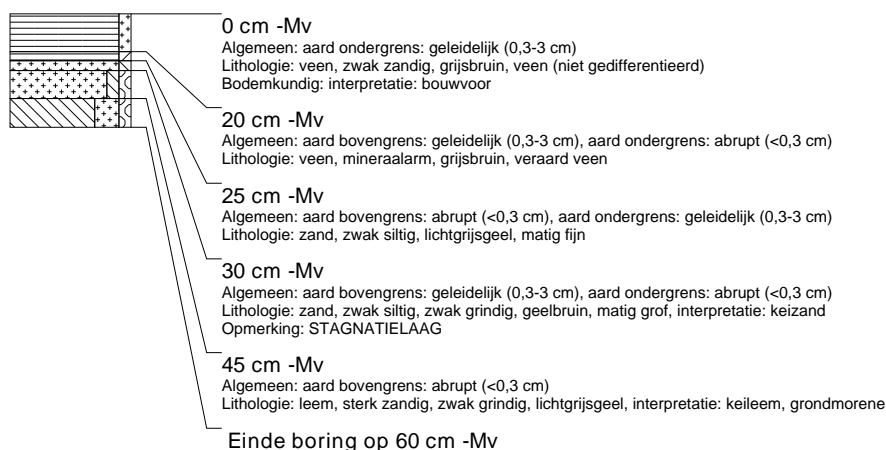 0 cm -Mv
Algemeen: aard ondergrens: geleidelijk (0,3-3 cm)
Lithologie: veen, zwak zandig, grijsbruin, veen (niet gedifferentieerd)
Bodemkundig: interpretatie: bouwvoor
20 cm -Mv
Algemeen: aard bovengrens: geleidelijk (0,3-3 cm), aard ondergrens: abrupt (<0,3 cm)
Lithologie: veen, mineraalarm, grijsbruin, veraard veen
25 cm -Mv
Algemeen: aard bovengrens: abrupt (<0,3 cm), aard ondergrens: geleidelijk (0,3-3 cm)
Lithologie: zand, zwak siltig, lichtgrijsgeel, matig fijn
30 cm -Mv
Algemeen: aard bovengrens: geleidelijk (0,3-3 cm), aard ondergrens: abrupt (<0,3 cm)
Lithologie: zand, zwak siltig, zwak grindig, geelbruin, matig grof, interpretatie: keizand
Opmerking: STAGNATIELAAG
45 cm -Mv
Algemeen: aard bovengrens: abrupt (<0,3 cm)
Lithologie: leem, sterk zandig, zwak grindig, lichtgrijsgeel, interpretatie: keileem, grondmorene
Einde boring op 60 cm -Mv